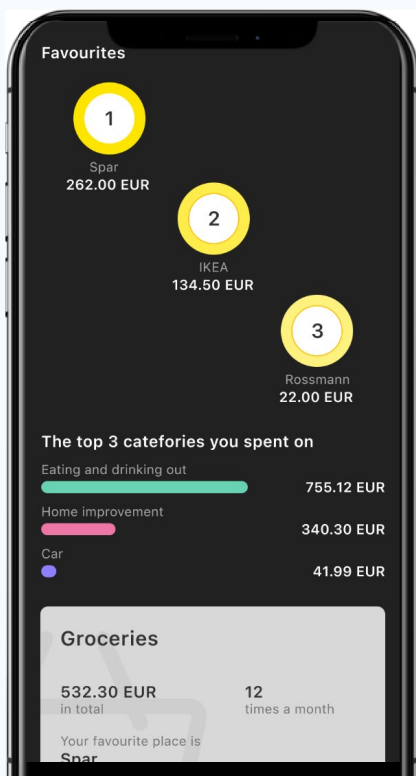 Favourites
1
Spar
262.00 EUR
2
IKEA
134.50 EUR
3
Rossmann
22.00 EUR
The top 3 catefories you spent on
Eating and drinking out
755.12 EUR
Home improvement
340.30 EUR
Car
41.99 EUR
Groceries
532.30 EUR
12
in total
times a month
Your favourite place is
Spar